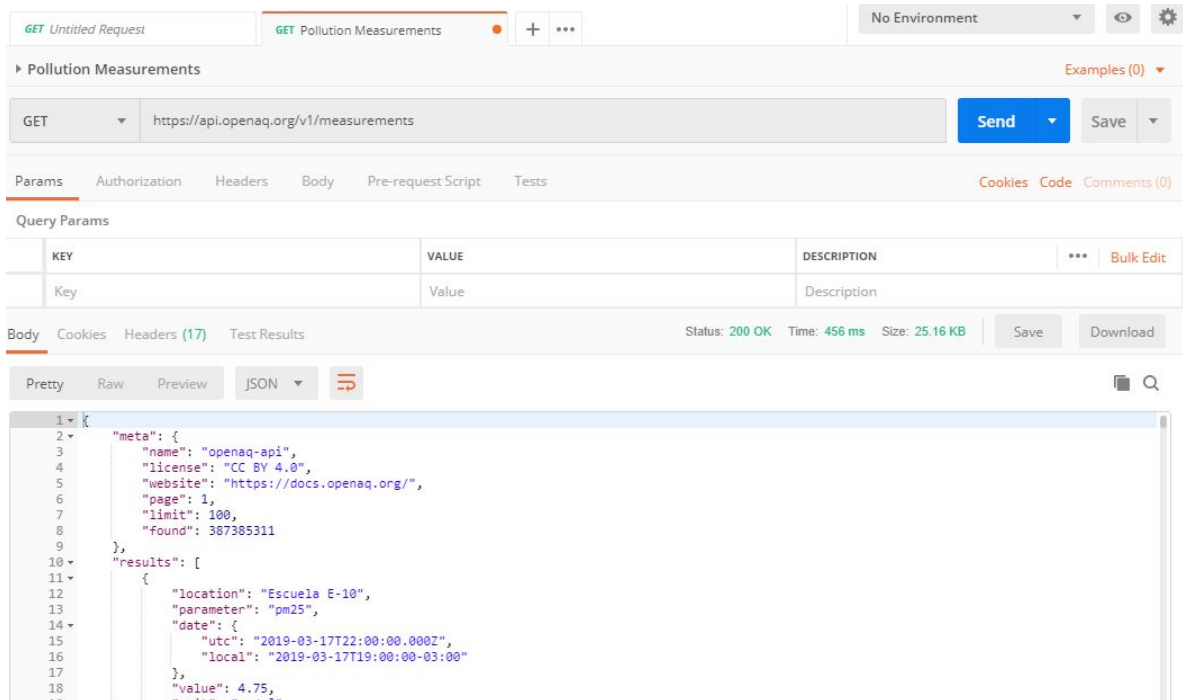 GET Untitled Request GET Pollution Measurements No Environment
Pollution Measurements Examples (0)
GET https://api.openaq.org/v1/measurements Send Save
Params Authorization Headers Body Pre-request Script Tests Cookies Code Comments (0)
Query Params
KEY VALUE DESCRIPTION Bulk Edit
Key Value Description
Body Cookies Headers (17) Test Results Status: 200 OK Time: 456 ms Size: 25.16 KB Save Download
Pretty Raw Preview JSON
1 {
2 "meta": {
3 "name": "openaq-api",
4 "license": "CC BY 4.0",
5 "website": "https://docs.openaq.org/",
6 "page": 1,
7 "limit": 100,
8 "found": 387385311
9 },
10 "results": [
11 {
12 "location": "Escuela E-10",
13 "parameter": "pm25",
14 "date": {
15 "utc": "2019-03-17T22:00:00.000Z",
16 "local": "2019-03-17T19:00:00-03:00"
17 },
18 "value": 4.75,